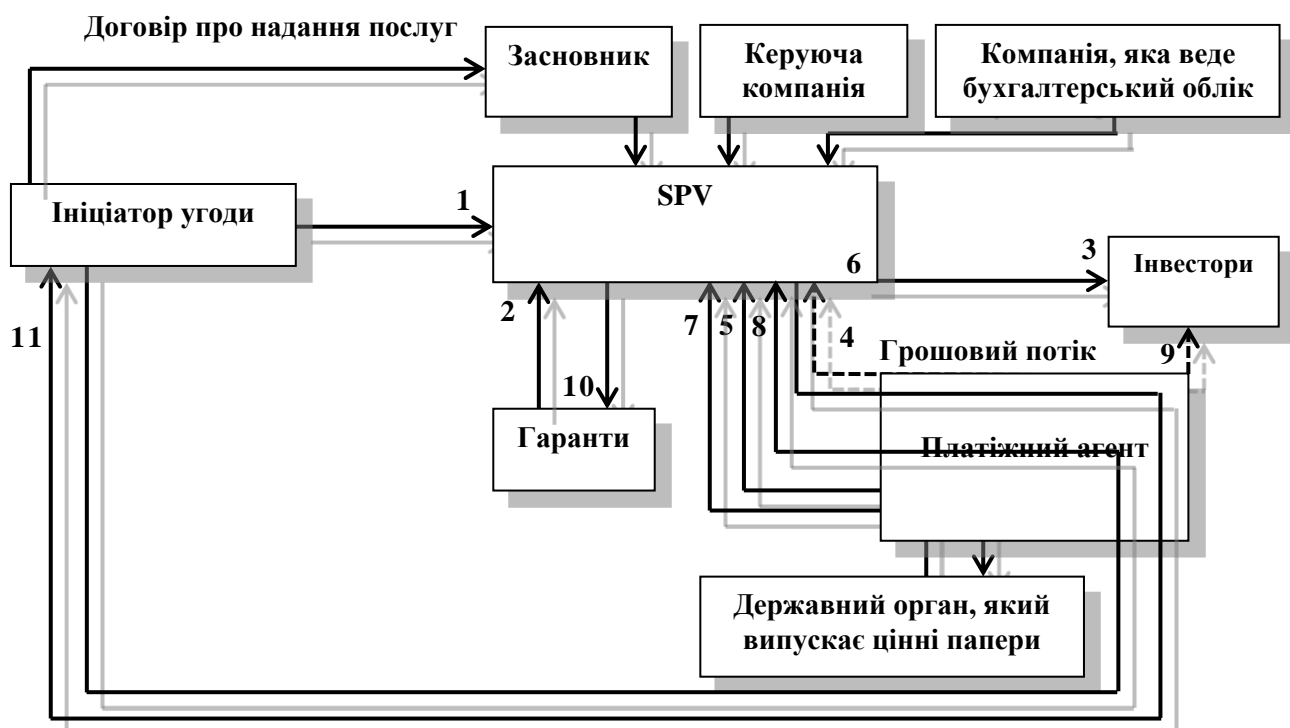 Договір про надання послуг
Засновник
Керуюча
компанія
Компанія, яка веде
бухгалтерський облік
Ініціатор угоди
1
SPV
6
3
Інвестори
2
7
5
8
4
9
11
Грошовий потік
10
Гаранти
Платіжний агент
Державний орган, який
випускає цінні папери